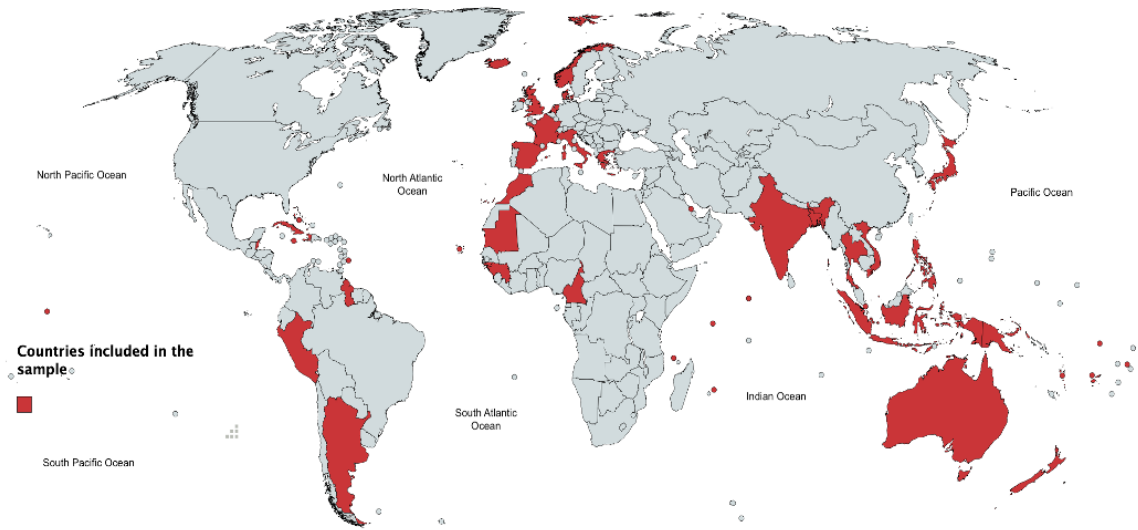 North Pacific Ocean
North Atlantic
Ocean
Pacific Ocean
Countries included in the
sample
South Atlantic
Ocean
Indian Ocean
South Pacific Ocean